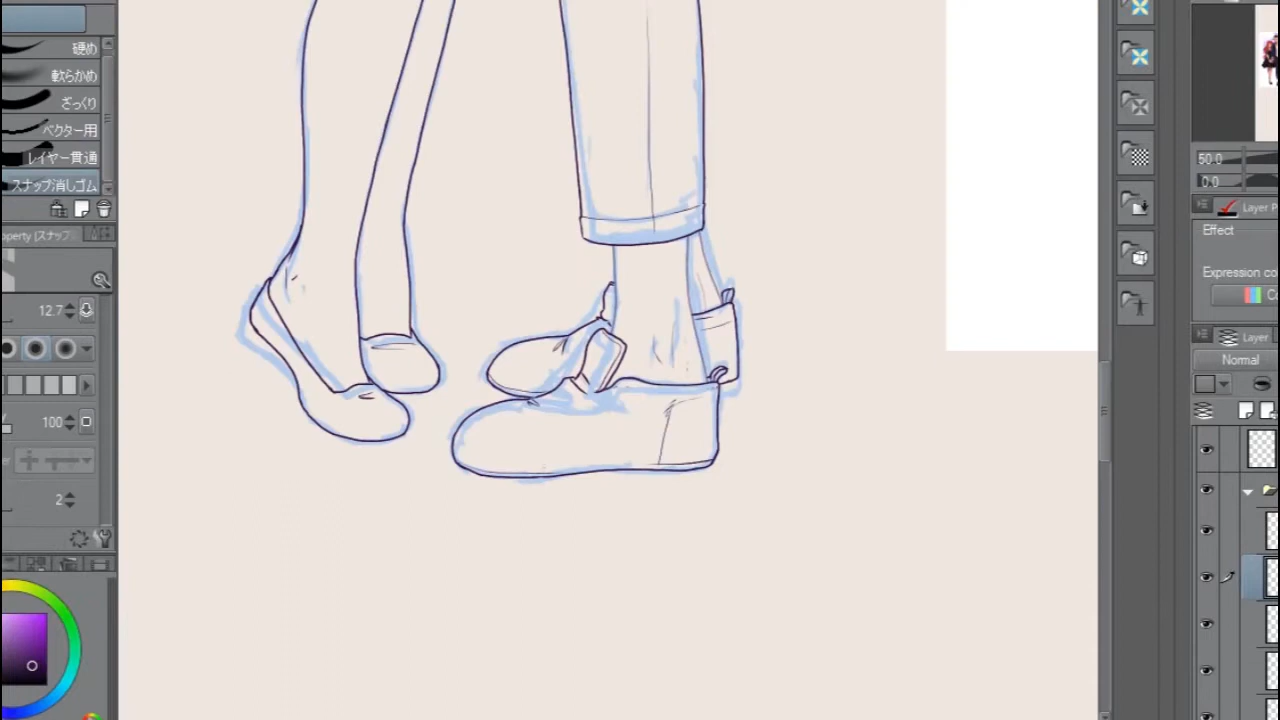 硬め
軟らかめ
ざっくり
ベクター用
レイヤー貫通
スナップ消しゴム
operty (スナップ
12.7
100
2
50.0
0.0
Layer P
Effect
Expression co
C
Layer
Normal